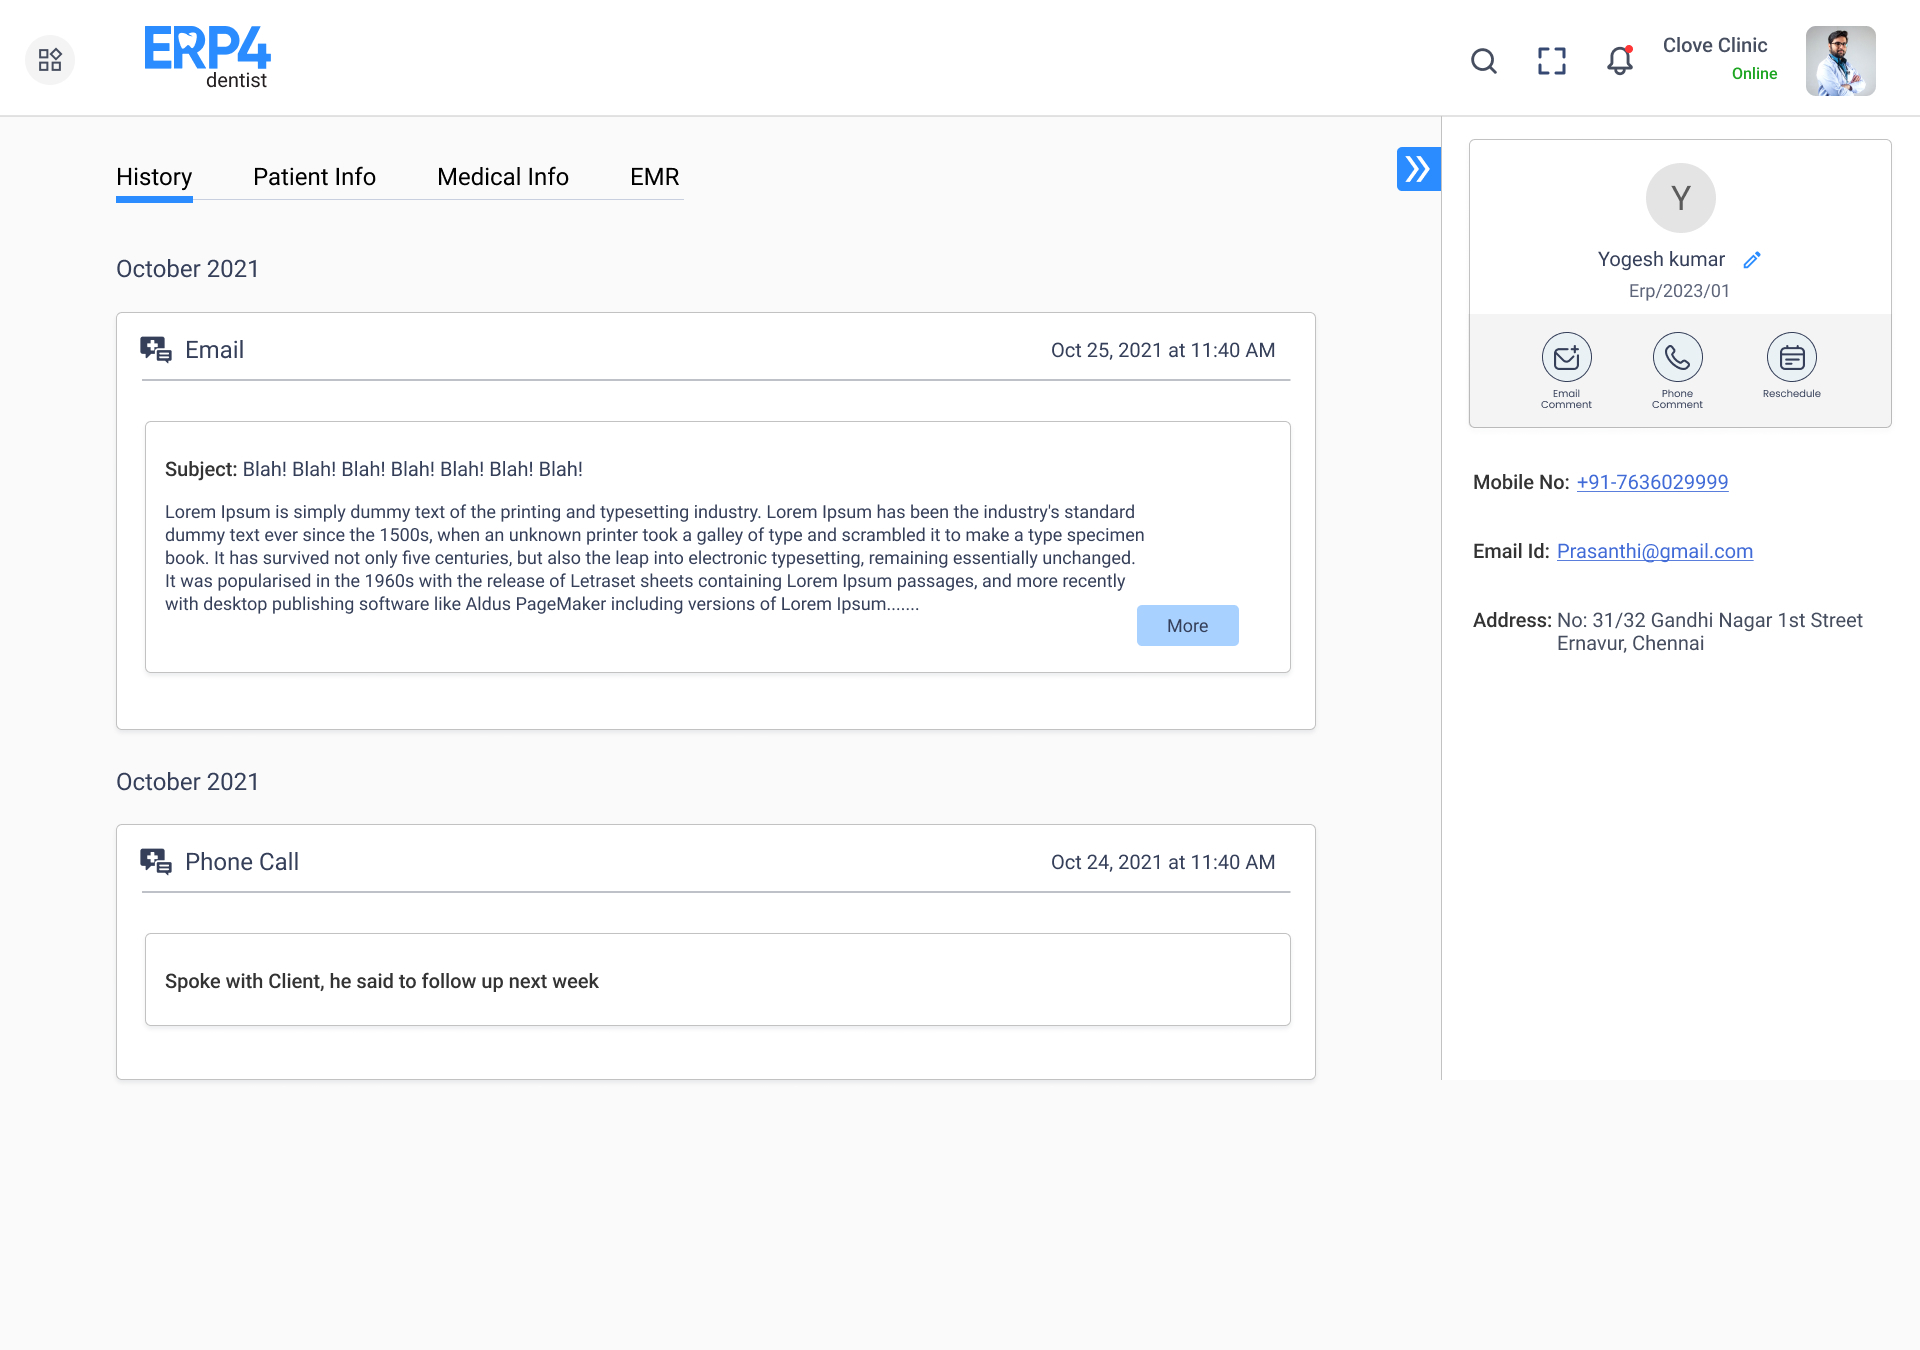 ERP4
dentist
Clove Clinic
Online
History
Patient Info
Medical Info
EMR
October 2021
Email
Oct 25, 2021 at 11:40 AM
Subject: Blah! Blah! Blah! Blah! Blah! Blah! Blah!
Lorem Ipsum is simply dummy text of the printing and typesetting industry. Lorem Ipsum has been the industry's standard
dummy text ever since the 1500s, when an unknown printer took a galley of type and scrambled it to make a type specimen
book. It has survived not only five centuries, but also the leap into electronic typesetting, remaining essentially unchanged.
It was popularised in the 1960s with the release of Letraset sheets containing Lorem Ipsum passages, and more recently
with desktop publishing software like Aldus PageMaker including versions of Lorem Ipsum.......
More
October 2021
Phone Call
Oct 24, 2021 at 11:40 AM
Spoke with Client, he said to follow up next week
Y
Yogesh kumar
Erp/2023/01
Email
Comment
Phone
Comment
Reschedule
Mobile No: +91-7636029999
Email Id: Prasanthi@gmail.com
Address: No: 31/32 Gandhi Nagar 1st Street
Ernavur, Chennai